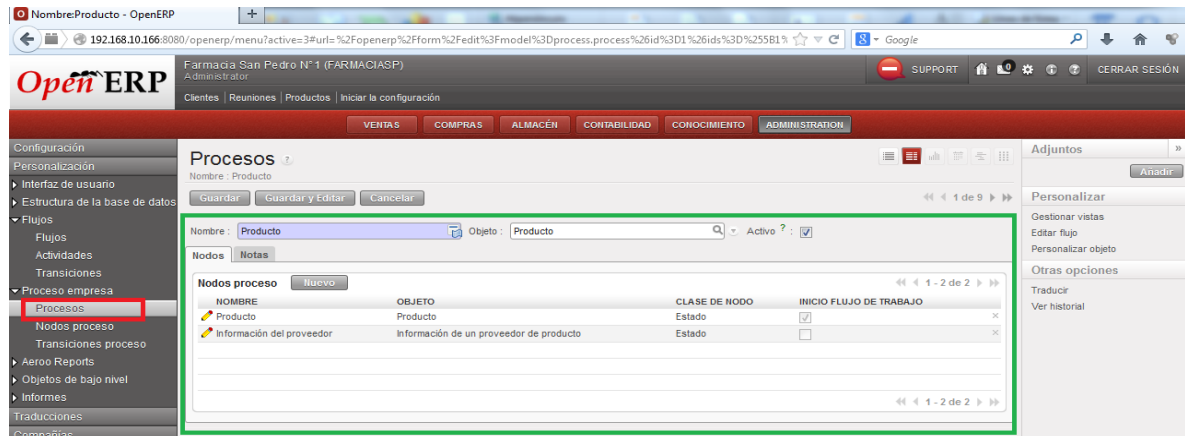 Nombre:Producto - OpenERP
192.168.10.166:8080/openerp/menu?active=3#url=%2Fopenerp%2Fform%2Fedit%3Fmodel%3Dprocess.process%26id%3D1%26ids%3D%255B1%
Google
Open ERP
Farmacia San Pedro N°1 (FARMACIASP)
Administrator
Clientes | Reuniones | Productos | Iniciar la configuración
SUPPORT
CERRAR SESIÓN
VENTAS COMPRAS ALMACÉN CONTABILIDAD CONOCIMIENTO ADMINISTRATION
Configuración
Personalización
Interfaz de usuario
Estructura de la base de datos
Flujos
Flujos
Actividades
Transiciones
Proceso empresa
Procesos
Nodos proceso
Transiciones proceso
Aeroo Reports
Objetos de bajo nivel
Informes
Traducciones
Compañías
Procesos ?
Nombre : Producto
Guardar Guardar y Editar Cancelar
1 de 9
Nombre : Producto Objeto : Producto Activo ? :
Nodos Notas
Nodos proceso Nuevo 1 - 2 de 2
NOMBRE OBJETO CLASE DE NODO INICIO FLUJO DE TRABAJO
Producto Producto Estado
Información del proveedor Información de un proveedor de producto Estado
1 - 2 de 2
Adjuntos »
Añadir
Personalizar
Gestionar vistas
Editar flujo
Personalizar objeto
Otras opciones
Traducir
Ver historial